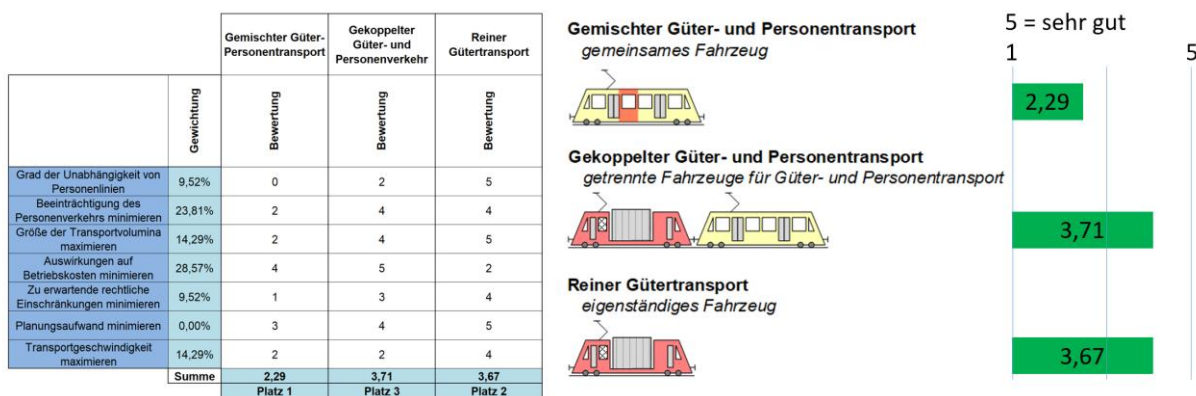 Gemischter Güter-
Personentransport
Gekoppelter
Güter- und
Personenverkehr
Reiner
Gütertransport
Gewichtung
Bewertung
Bewertung
Bewertung
Grad der Unabhängigkeit von
Personenlinien
9,52%
0
2
5
Beeinträchtigung des
Personenverkehrs minimieren
23,81%
2
4
4
Größe der Transportvolumina
maximieren
14,29%
2
4
5
Auswirkungen auf
Betriebskosten minimieren
28,57%
4
5
2
Zu erwartende rechtliche
Einschränkungen minimieren
9,52%
1
3
4
Planungsaufwand minimieren
0,00%
3
4
5
Transportgeschwindigkeit
maximieren
14,29%
2
2
4
Summe
2,29
3,71
3,67
Platz 1
Platz 3
Platz 2
Gemischter Güter- und Personentransport
gemeinsames Fahrzeug
Gekoppelter Güter- und Personentransport
getrennte Fahrzeuge für Güter- und Personentransport
Reiner Gütertransport
eigenständiges Fahrzeug
5 = sehr gut
1
5
2,29
3,71
3,67